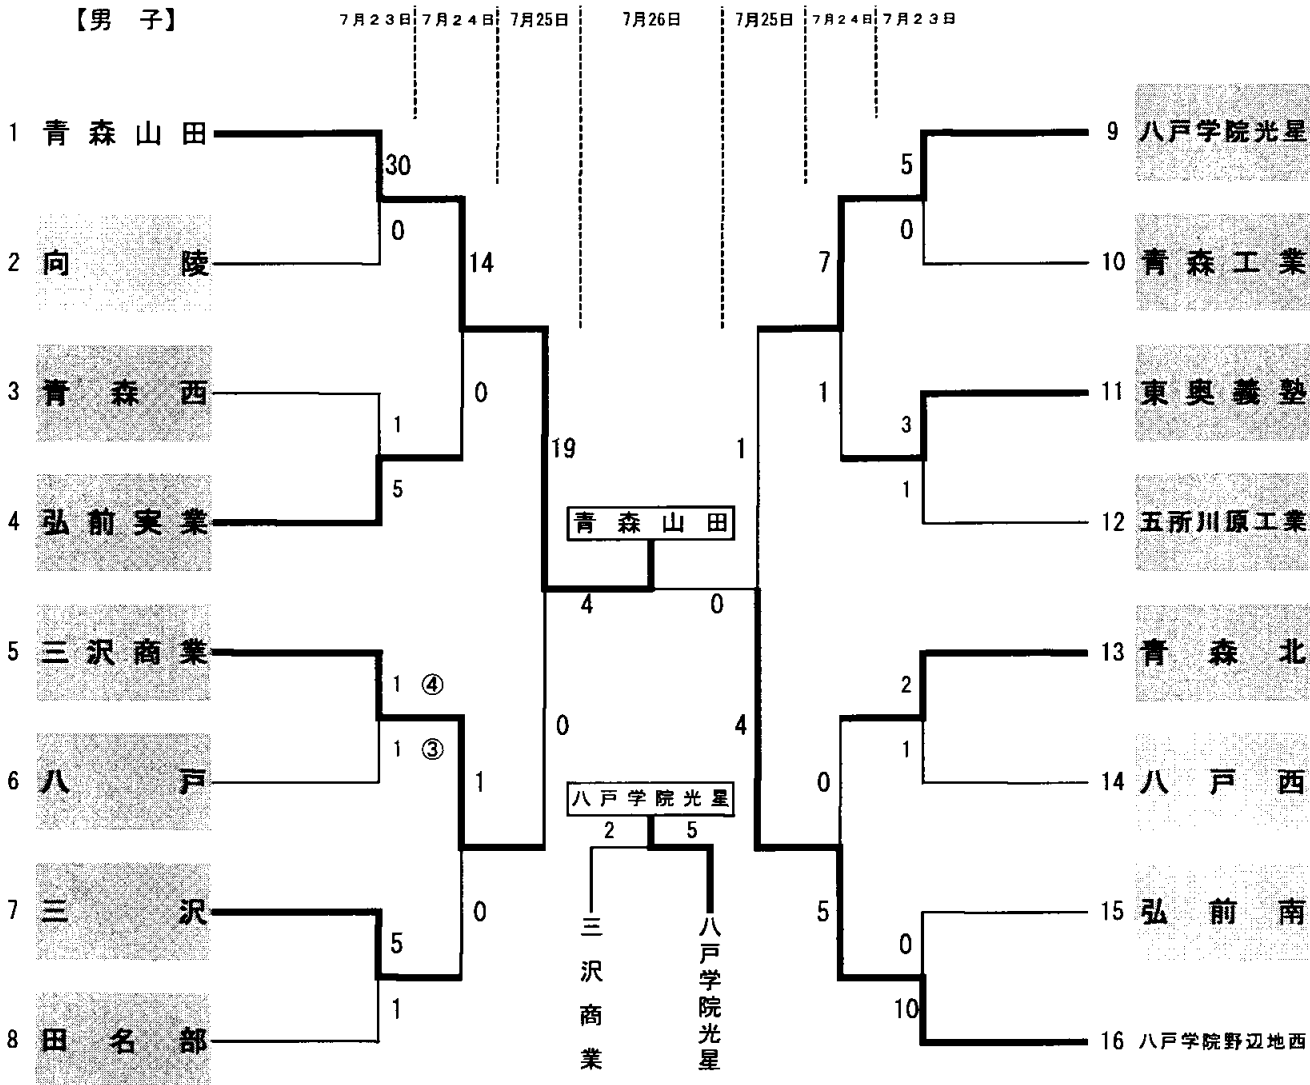 【男 子】
7月23日 7月24日 7月25日 7月26日 7月25日 7月24日 7月23日
1 青森山田
9 八戸学院光星
30
5
0
0
2 向陵
10 青森工業
14
7
3 青森西
11 東奥義塾
0
1
1
3
19
1
5
1
4 弘前実業
12 五所川原工業
青森山田
4
0
5 三沢商業
13 青森北
1 ④
2
0
4
1 ③
1
6 八戸
14 八戸西
1
0
八戸学院光星
2 5
7 三沢
15 弘前南
0
5
5
0
三沢商業
八戸学院光星
1
10
8 田名部
16 八戸学院野辺地西